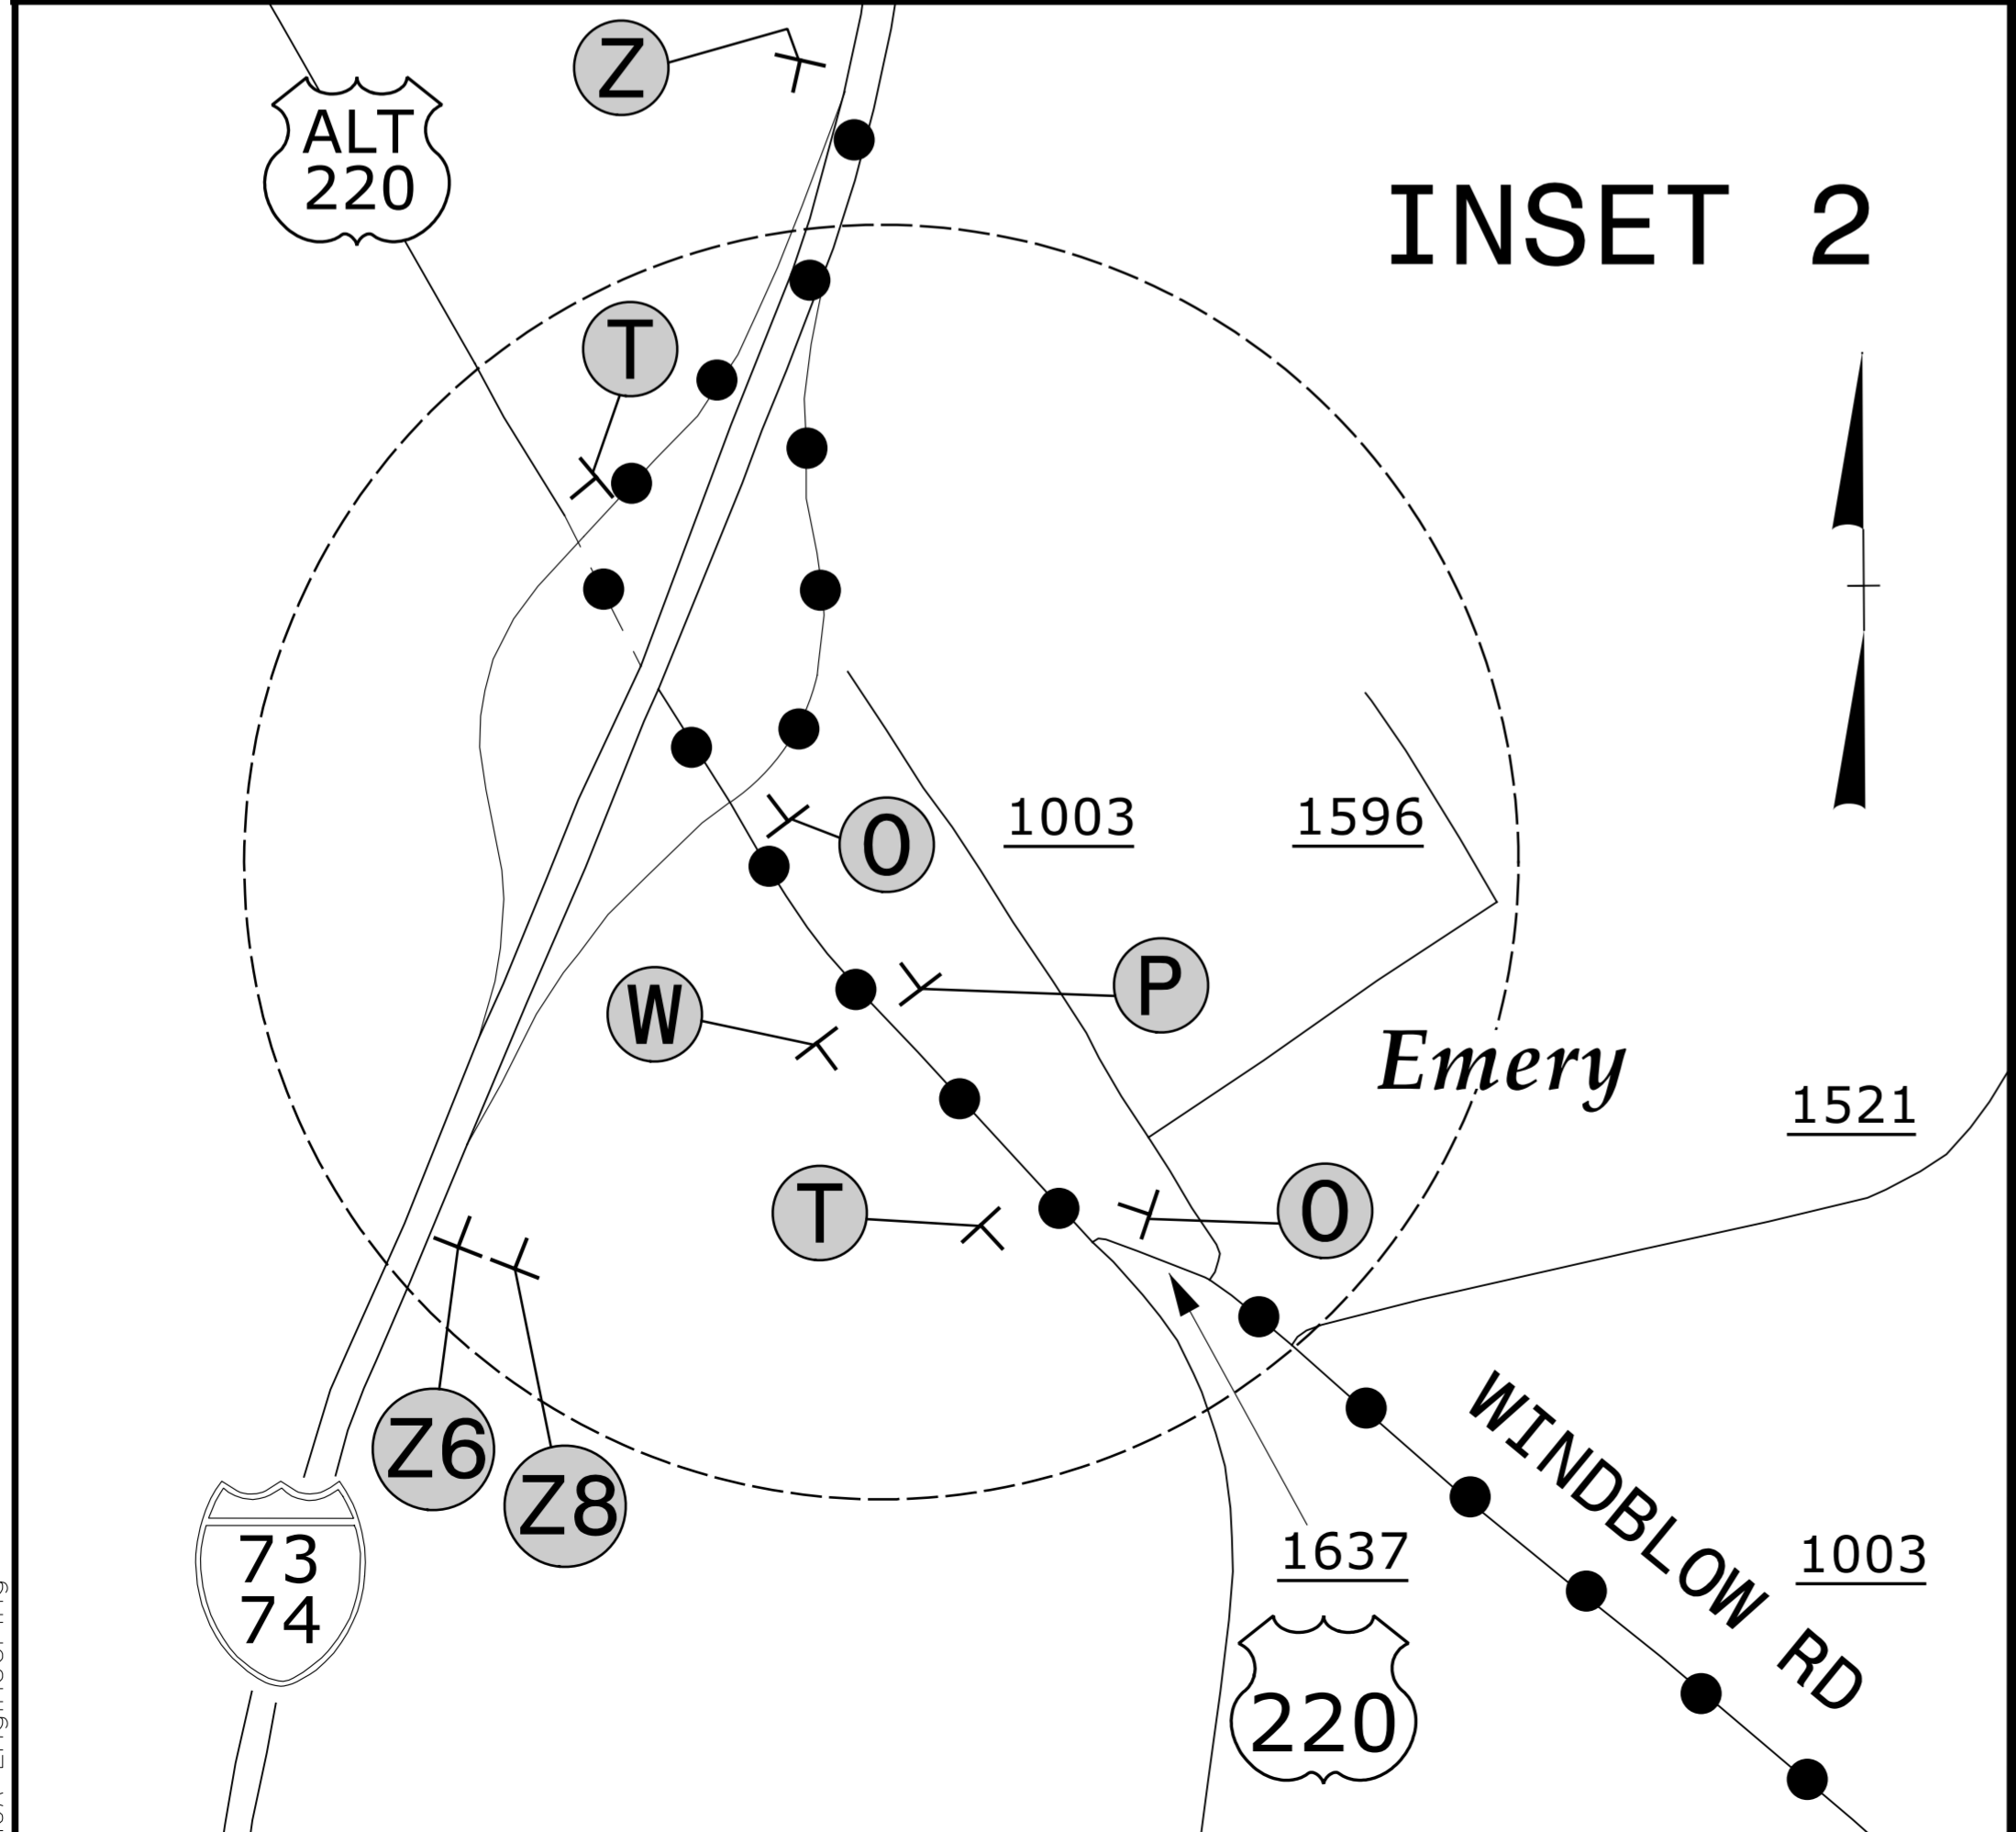 Z
ALT
220
INSET 2
T
1003
1596
O
P
W
Emery
1521
T
O
Z6
Z8
WINDBLOW RD
73
74
1637
1003
220